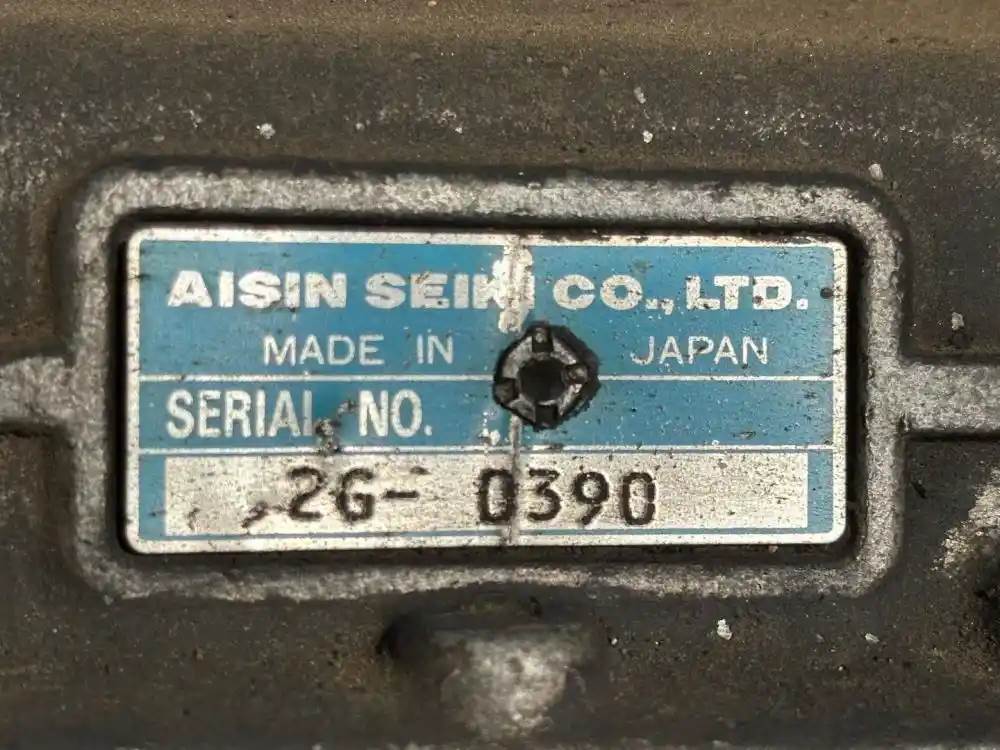 AISIN SEIKI CO., LTD.
MADE IN JAPAN
SERIAL NO.
2G- 0390